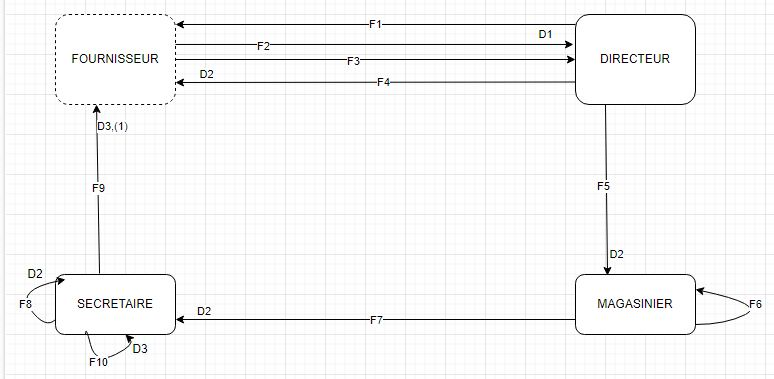 F1
D1
F2
FOURNISSEUR
F3
DIRECTEUR
D2
F4
D3,(1)
F9
F5
D2
D2
F8
SECRETAIRE
D2
F7
MAGASINIER
F6
D3
F10